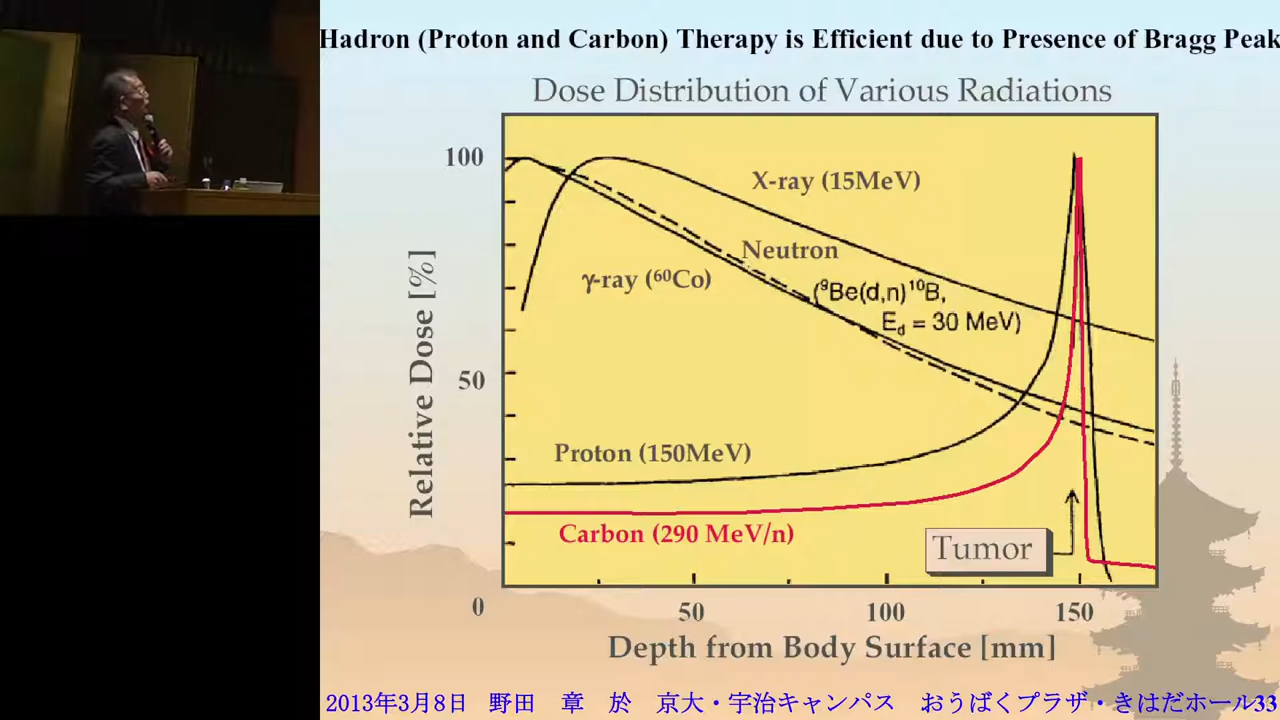 Hadron (Proton and Carbon) Therapy is Efficient due to Presence of Bragg Peak
Dose Distribution of Various Radiations
100
X-ray (15MeV)
Neutron
γ-ray (⁶⁰Co)
(⁹Be(d,n)¹⁰B,
E_d = 30 MeV)
Relative Dose [%]
50
Proton (150MeV)
Carbon (290 MeV/n)
Tumor
0
50
100
150
Depth from Body Surface [mm]
2013年3月8日 野田 章 於 京大・宇治キャンパス おうばくプラザ・きはだホール33